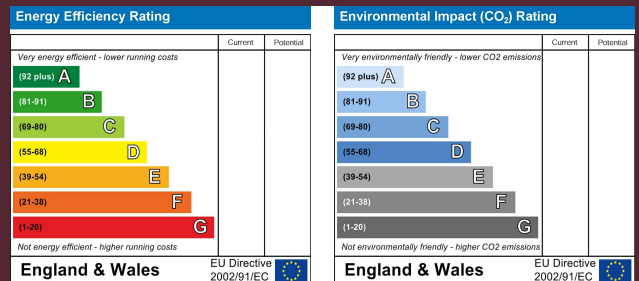 Energy Efficiency Rating
Current Potential
Very energy efficient - lower running costs
(92 plus) A
(81-91) B
(69-80) C
(55-68) D
(39-54) E
(21-38) F
(1-20) G
Not energy efficient - higher running costs
England & Wales
EU Directive
2002/91/EC
Environmental Impact (CO₂) Rating
Current Potential
Very environmentally friendly - lower CO2 emissions
(92 plus) A
(81-91) B
(69-80) C
(55-68) D
(39-54) E
(21-38) F
(1-20) G
Not environmentally friendly - higher CO2 emissions
England & Wales
EU Directive
2002/91/EC